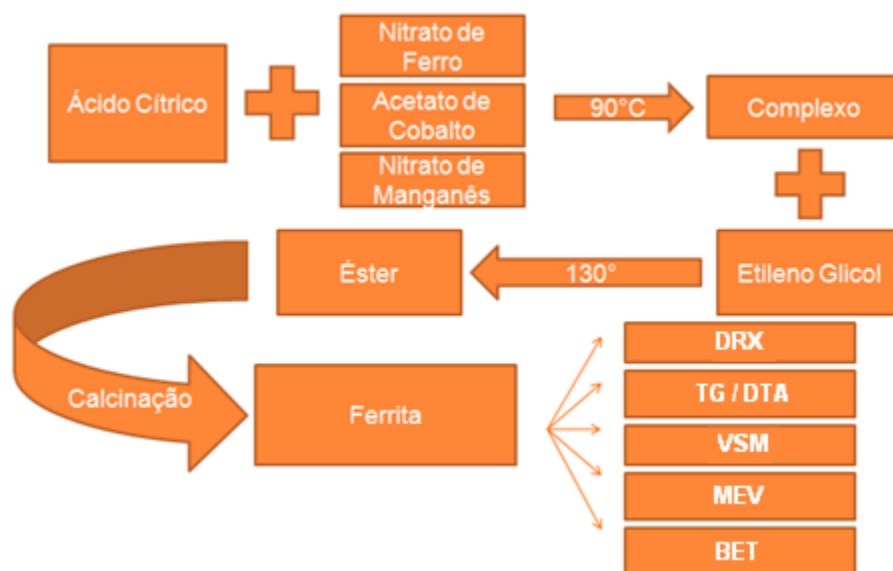 Ácido Cítrico
Nitrato de
Ferro
Acetato de
Cobalto
Nitrato de
Manganês
90°C
Complexo
Etileno Glicol
130°
Éster
Calcinação
Ferrita
DRX
TG / DTA
VSM
MEV
BET